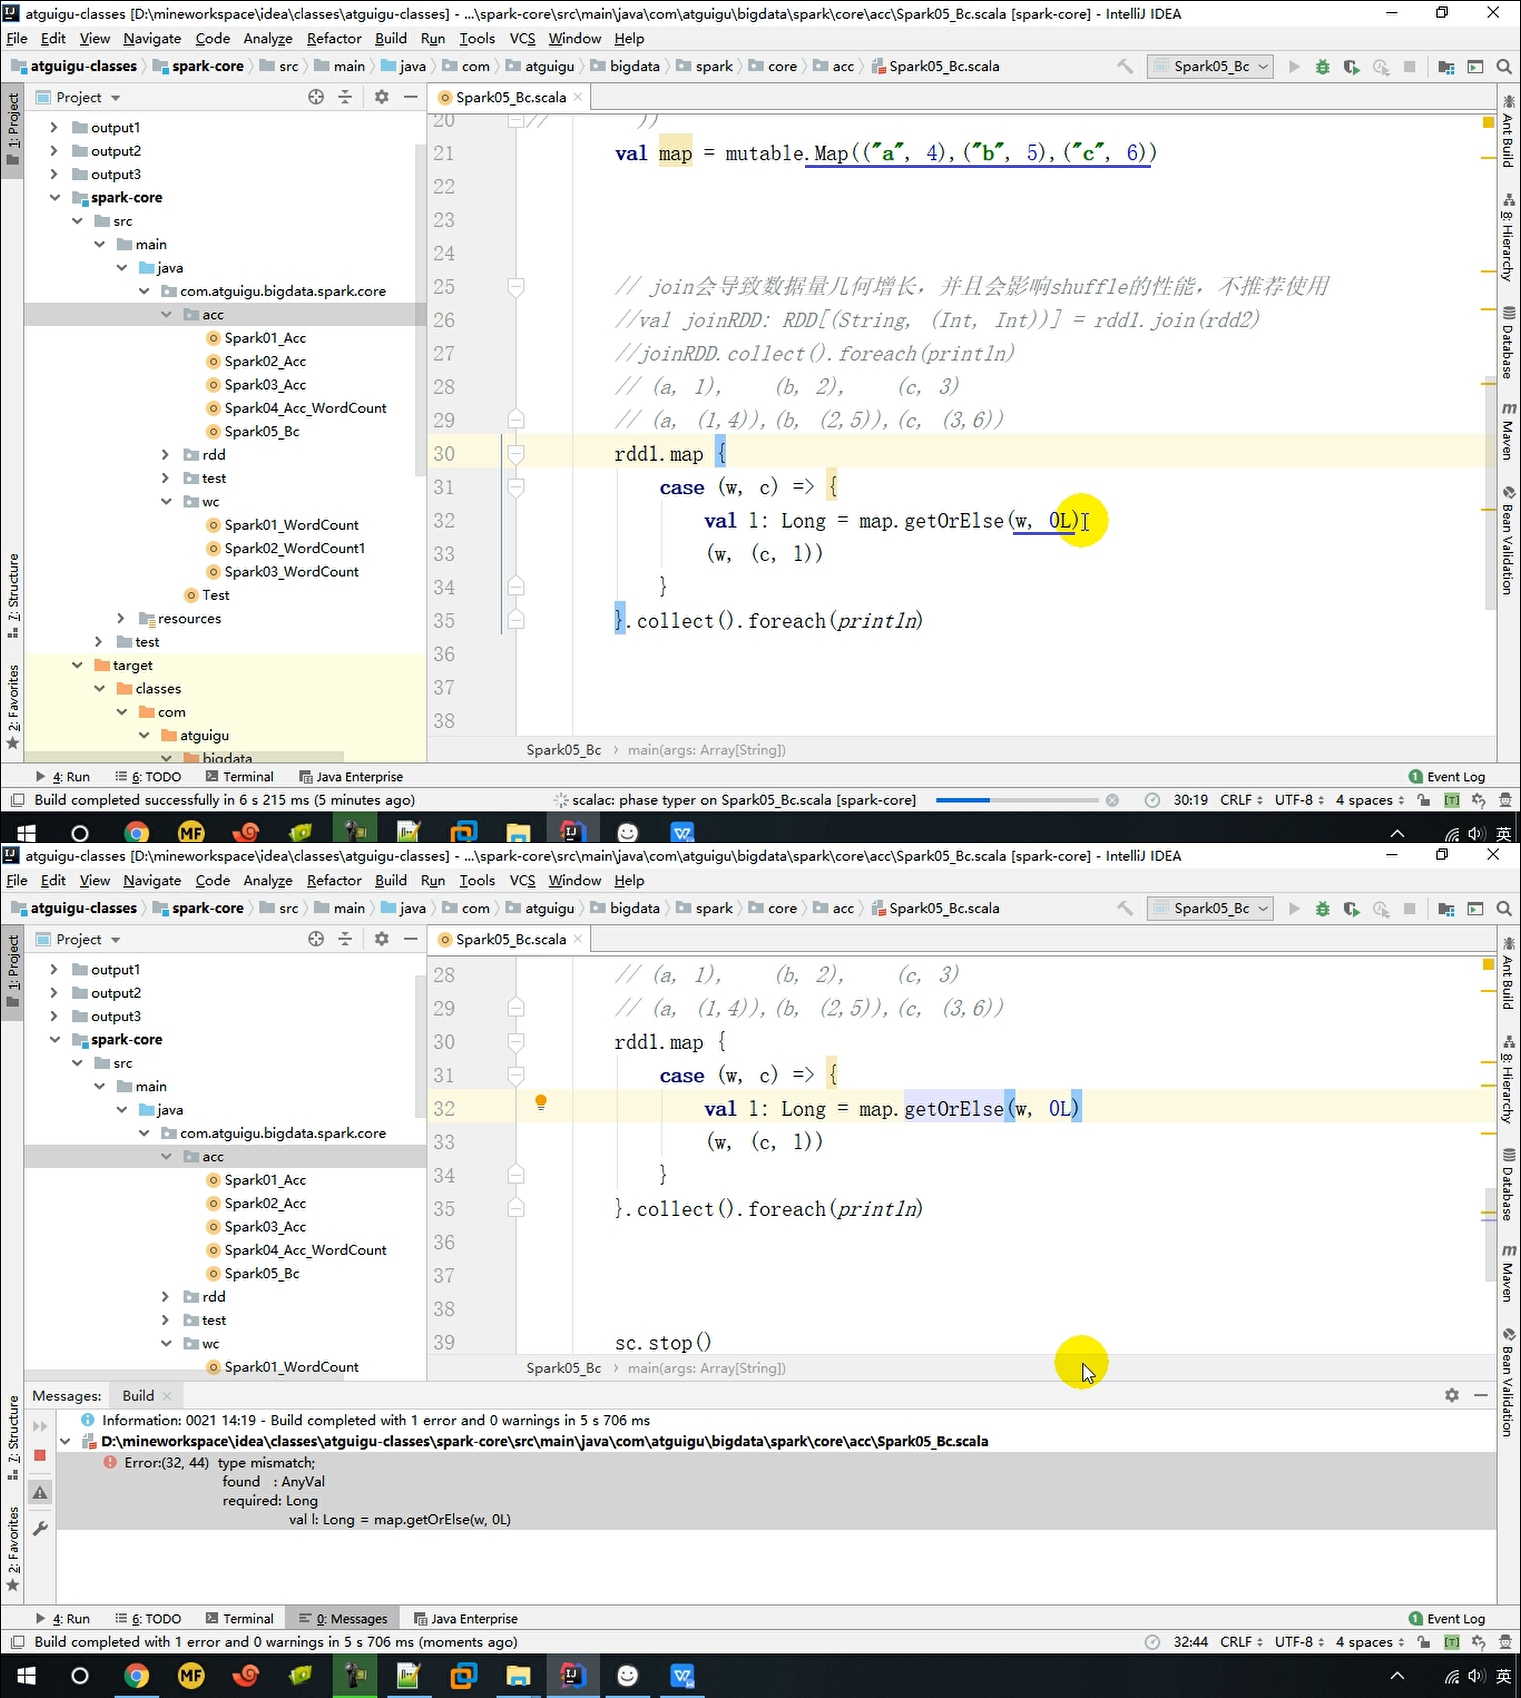 atguigu-classes [D:\mineworkspace\idea\classes\atguigu-classes] - ...\spark-core\src\main\java\com\atguigu\bigdata\spark\core\acc\Spark05_Bc.scala [spark-core] - IntelliJ IDEA
File Edit View Navigate Code Analyze Refactor Build Run Tools VCS Window Help
atguigu-classes spark-core src main java com atguigu bigdata spark core acc Spark05_Bc.scala Spark05_Bc
Project
Spark05_Bc.scala
1: Project
7: Structure
2: Favorites
output1
output2
output3
spark-core
src
main
java
com.atguigu.bigdata.spark.core
acc
Spark01_Acc
Spark02_Acc
Spark03_Acc
Spark04_Acc_WordCount
Spark05_Bc
rdd
test
wc
Spark01_WordCount
Spark02_WordCount1
Spark03_WordCount
Test
resources
test
target
classes
com
atguigu
bigdata
20 // ))
21 val map = mutable.Map(("a", 4),("b", 5),("c", 6))
22
23
24
25 // join会导致数据量几何增长，并且会影响shuffle的性能，不推荐使用
26 //val joinRDD: RDD[(String, (Int, Int))] = rdd1.join(rdd2)
27 //joinRDD.collect().foreach(println)
28 // (a, 1), (b, 2), (c, 3)
29 // (a, (1,4)),(b, (2,5)),(c, (3,6))
30 rdd1.map {
31 case (w, c) => {
32 val l: Long = map.getOrElse(w, 0L)
33 (w, (c, l))
34 }
35 }.collect().foreach(println)
36
37
38
Spark05_Bc main(args: Array[String])
Ant Build
8: Hierarchy
Database
Maven
Bean Validation
4: Run 6: TODO Terminal Java Enterprise 1 Event Log
Build completed successfully in 6 s 215 ms (5 minutes ago) scalac: phase typer on Spark05_Bc.scala [spark-core] 30:19 CRLF UTF-8 4 spaces
MF 英
atguigu-classes [D:\mineworkspace\idea\classes\atguigu-classes] - ...\spark-core\src\main\java\com\atguigu\bigdata\spark\core\acc\Spark05_Bc.scala [spark-core] - IntelliJ IDEA
File Edit View Navigate Code Analyze Refactor Build Run Tools VCS Window Help
atguigu-classes spark-core src main java com atguigu bigdata spark core acc Spark05_Bc.scala Spark05_Bc
Project
Spark05_Bc.scala
1: Project
7: Structure
2: Favorites
output1
output2
output3
spark-core
src
main
java
com.atguigu.bigdata.spark.core
acc
Spark01_Acc
Spark02_Acc
Spark03_Acc
Spark04_Acc_WordCount
Spark05_Bc
rdd
test
wc
Spark01_WordCount
28 // (a, 1), (b, 2), (c, 3)
29 // (a, (1,4)),(b, (2,5)),(c, (3,6))
30 rdd1.map {
31 case (w, c) => {
32 val l: Long = map.getOrElse(w, 0L)
33 (w, (c, l))
34 }
35 }.collect().foreach(println)
36
37
38
39 sc.stop()
Spark05_Bc main(args: Array[String])
Ant Build
8: Hierarchy
Database
Maven
Bean Validation
Messages: Build
Information: 0021 14:19 - Build completed with 1 error and 0 warnings in 5 s 706 ms
D:\mineworkspace\idea\classes\atguigu-classes\spark-core\src\main\java\com\atguigu\bigdata\spark\core\acc\Spark05_Bc.scala
Error:(32, 44) type mismatch;
found : AnyVal
required: Long
val l: Long = map.getOrElse(w, 0L)
4: Run 6: TODO Terminal 0: Messages Java Enterprise 1 Event Log
Build completed with 1 error and 0 warnings in 5 s 706 ms (moments ago) 32:44 CRLF UTF-8 4 spaces
MF 英